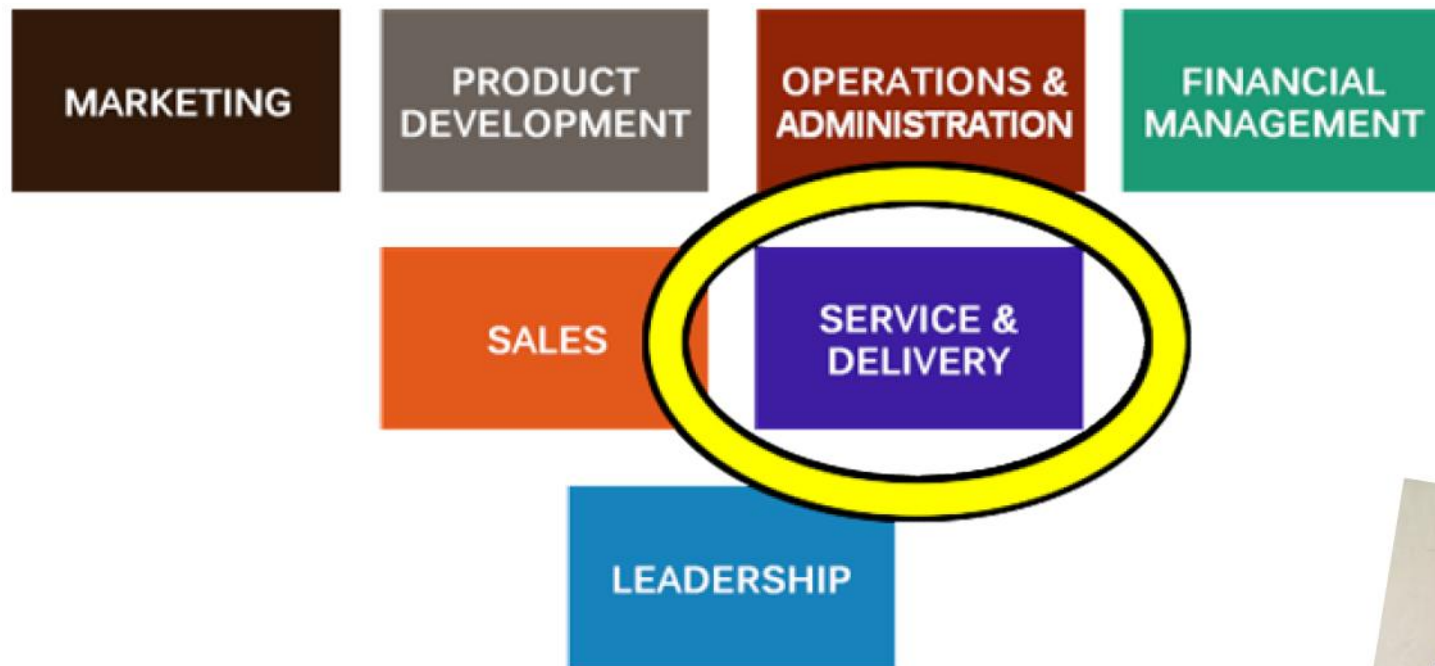 MARKETING
PRODUCT
DEVELOPMENT
OPERATIONS &
ADMINISTRATION
FINANCIAL
MANAGEMENT
SALES
SERVICE &
DELIVERY
LEADERSHIP